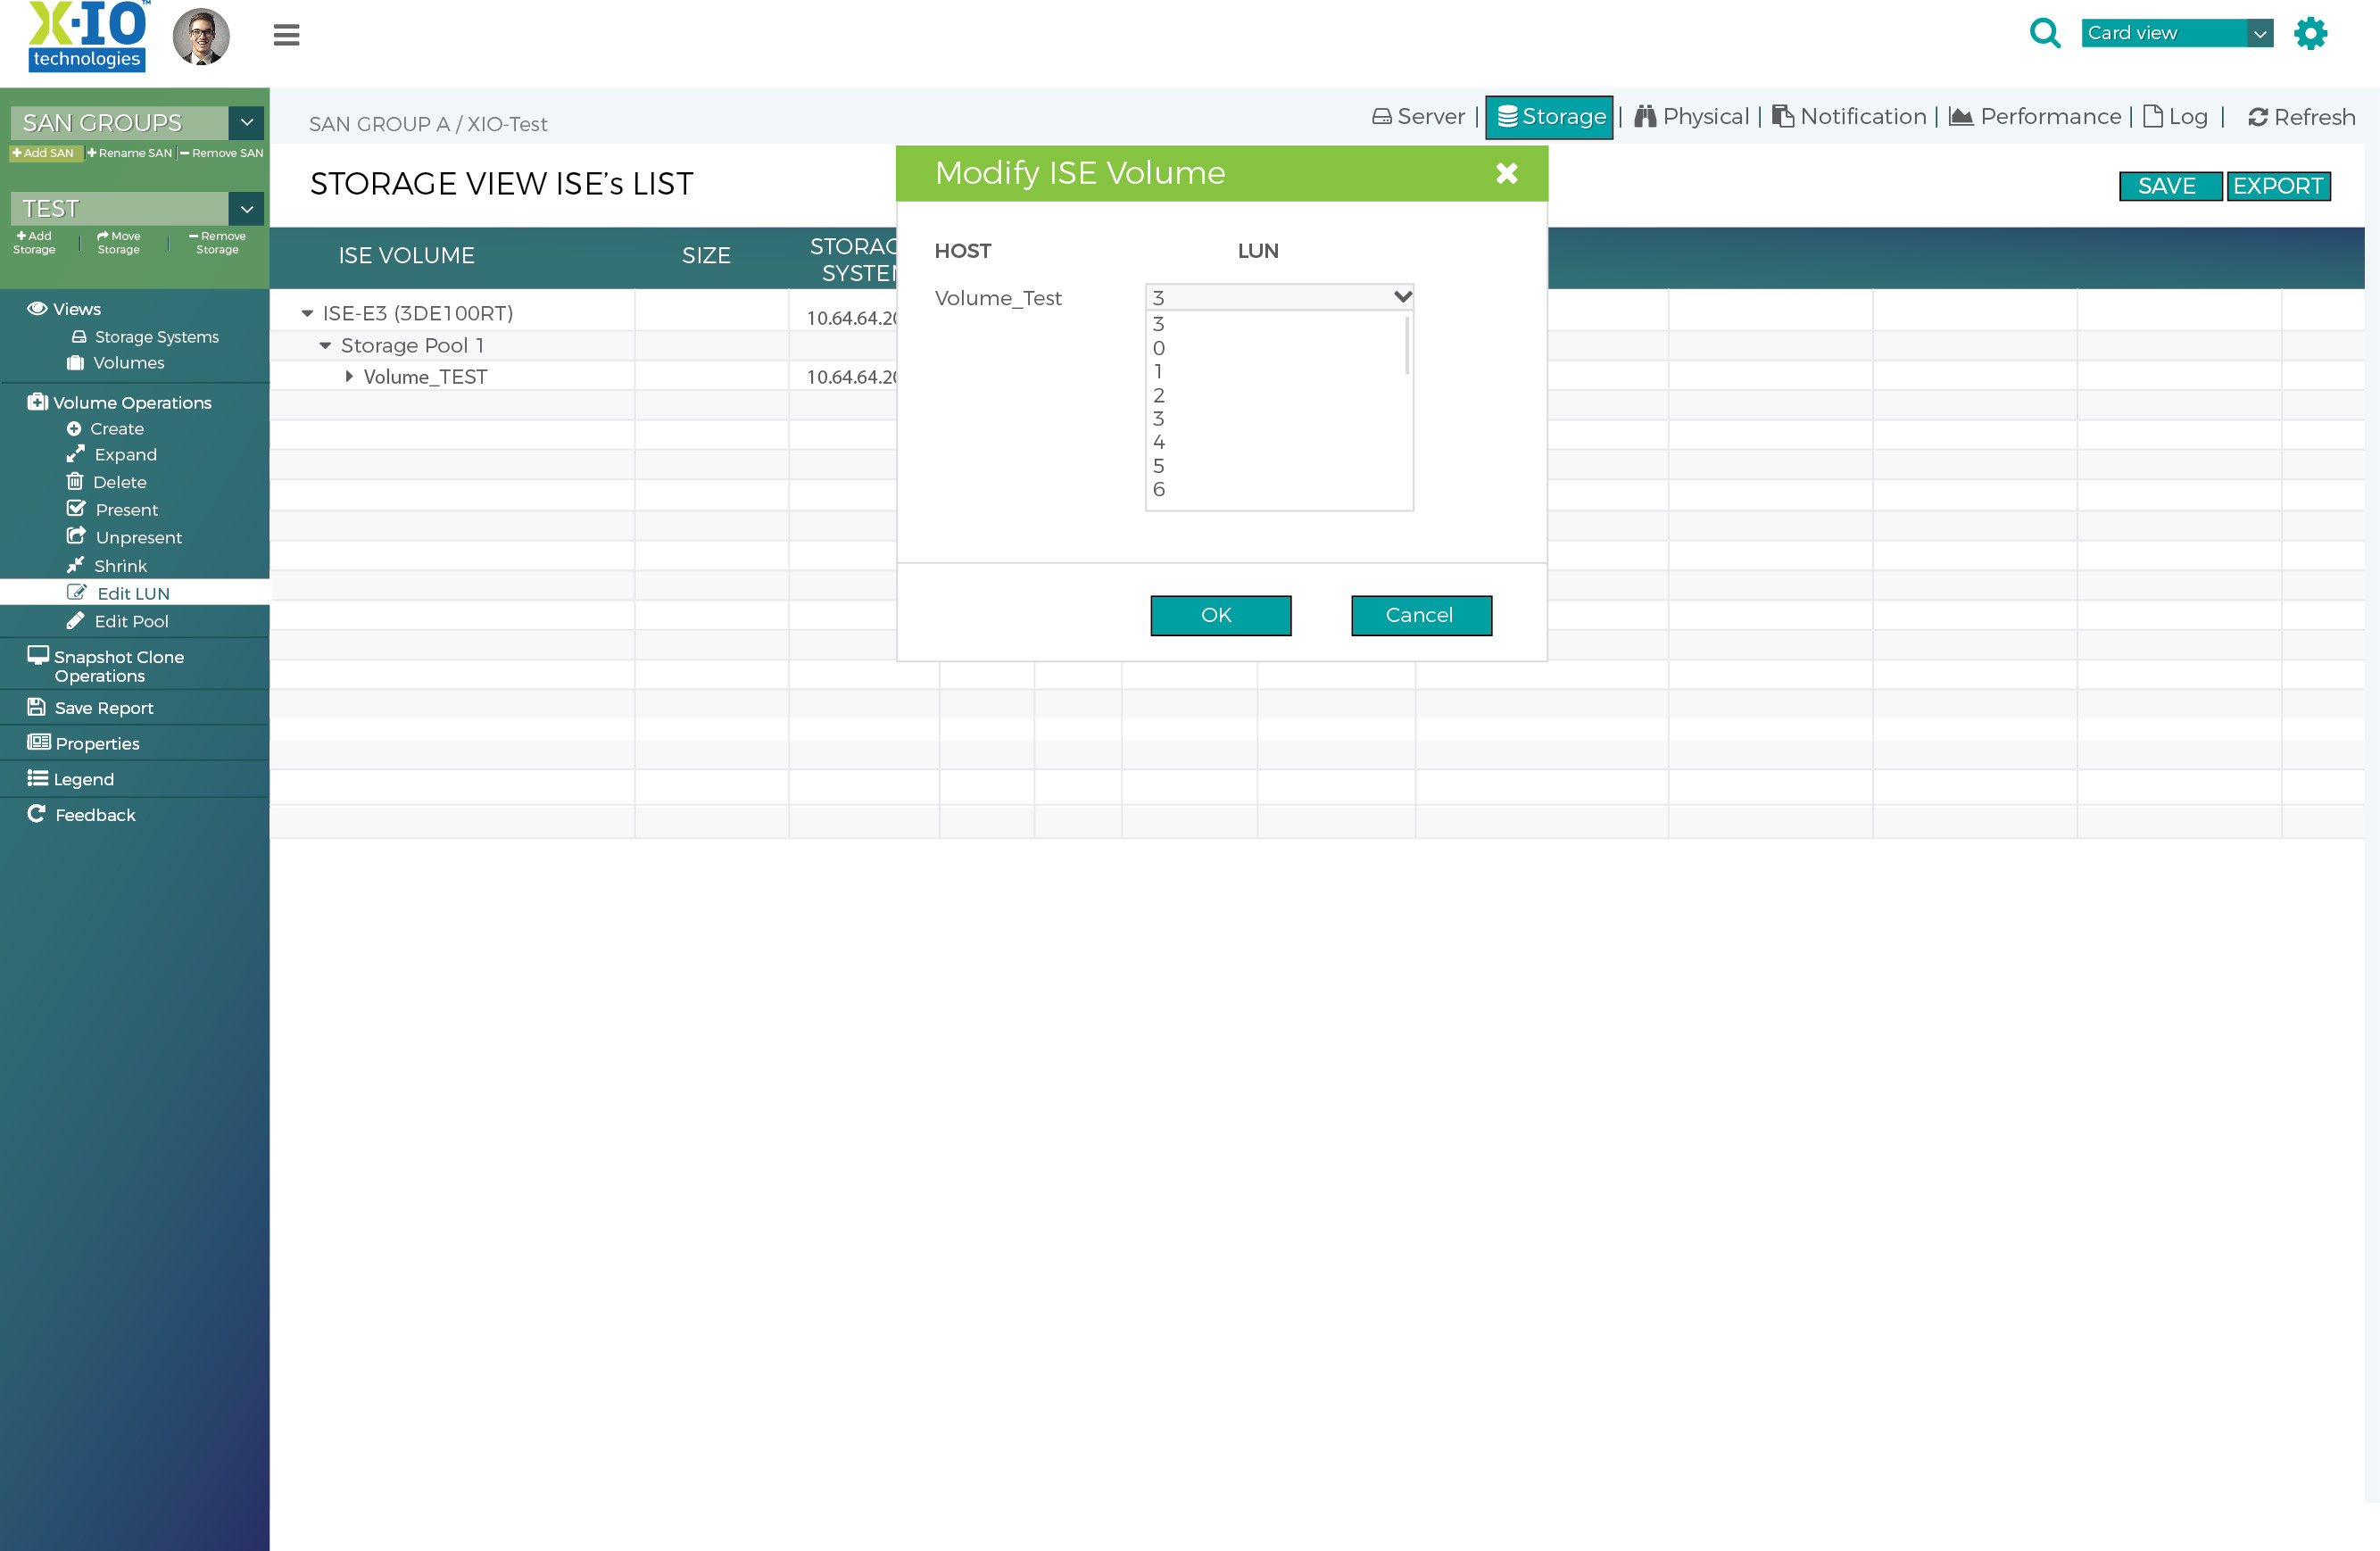 X-IO™
technologies
Card view
SAN GROUPS
Add SAN
Rename SAN
Remove SAN
TEST
Add Storage
Move Storage
Remove Storage
Views
Storage Systems
Volumes
Volume Operations
Create
Expand
Delete
Present
Unpresent
Shrink
Edit LUN
Edit Pool
Snapshot Clone
Operations
Save Report
Properties
Legend
Feedback
SAN GROUP A / XIO-Test
Server | Storage | Physical | Notification | Performance | Log | Refresh
STORAGE VIEW ISE's LIST
SAVE EXPORT
ISE VOLUME
SIZE
STORAG
SYSTE
ISE-E3 (3DE100RT)
10.64.64.20
Storage Pool 1
Volume_TEST
10.64.64.20
Modify ISE Volume
HOST LUN
Volume_Test
3
3
0
1
2
3
4
5
6
OK Cancel